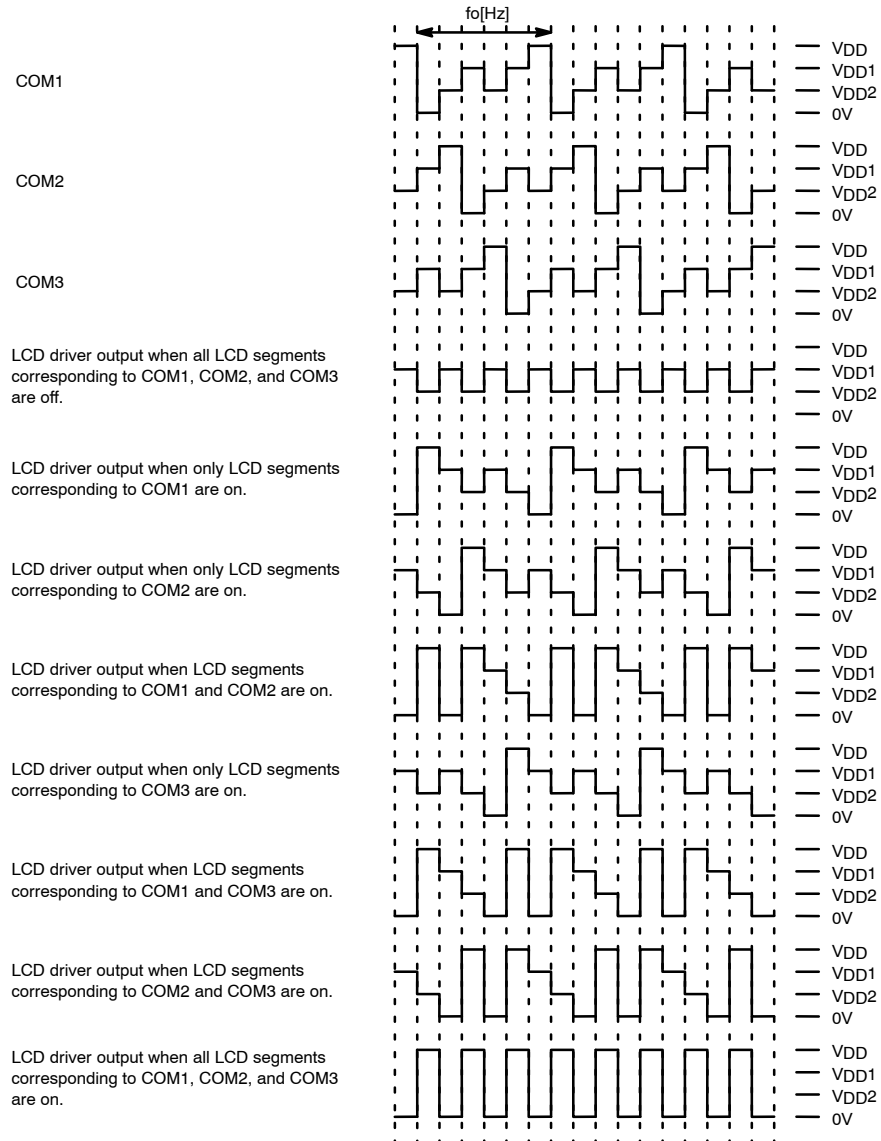 fo[Hz]
COM1
VDD
VDD1
VDD2
0V
COM2
VDD
VDD1
VDD2
0V
COM3
VDD
VDD1
VDD2
0V
LCD driver output when all LCD segments
corresponding to COM1, COM2, and COM3
are off.
VDD
VDD1
VDD2
0V
LCD driver output when only LCD segments
corresponding to COM1 are on.
VDD
VDD1
VDD2
0V
LCD driver output when only LCD segments
corresponding to COM2 are on.
VDD
VDD1
VDD2
0V
LCD driver output when LCD segments
corresponding to COM1 and COM2 are on.
VDD
VDD1
VDD2
0V
LCD driver output when only LCD segments
corresponding to COM3 are on.
VDD
VDD1
VDD2
0V
LCD driver output when LCD segments
corresponding to COM1 and COM3 are on.
VDD
VDD1
VDD2
0V
LCD driver output when LCD segments
corresponding to COM2 and COM3 are on.
VDD
VDD1
VDD2
0V
LCD driver output when all LCD segments
corresponding to COM1, COM2, and COM3
are on.
VDD
VDD1
VDD2
0V